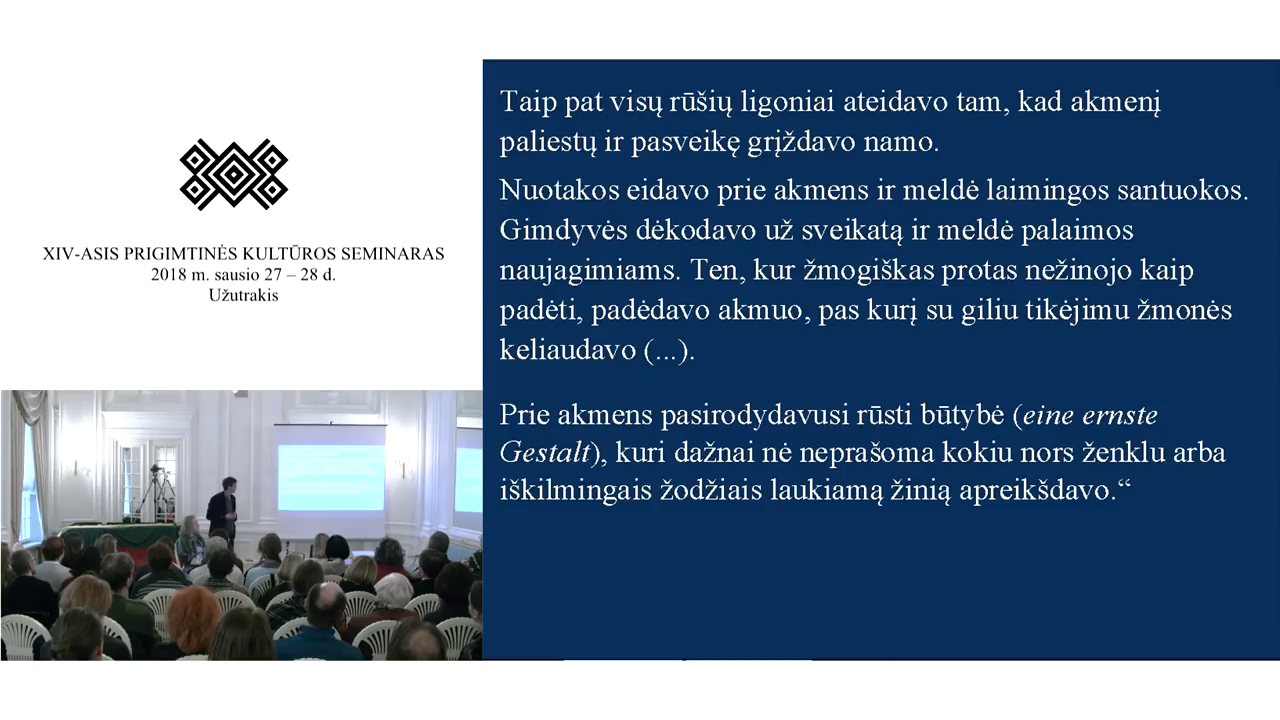 XIV-ASIS PRIGIMTINĖS KULTŪROS SEMINARAS
2018 m. sausio 27 – 28 d.
Užutrakis
Taip pat visų rūšių ligoniai ateidavo tam, kad akmenį
paliestų ir pasveikę grįždavo namo.
Nuotakos eidavo prie akmens ir meldė laimingos santuokos.
Gimdyvės dėkodavo už sveikatą ir meldė palaimos
naujagimiams. Ten, kur žmogiškas protas nežinojo kaip
padėti, padėdavo akmuo, pas kurį su giliu tikėjimu žmonės
keliaudavo (...).
Prie akmens pasirodydavusi rūsti būtybė (eine ernste
Gestalt), kuri dažnai nė neprašoma kokiu nors ženklu arba
iškilmingais žodžiais laukiamą žinią apreikšdavo.“